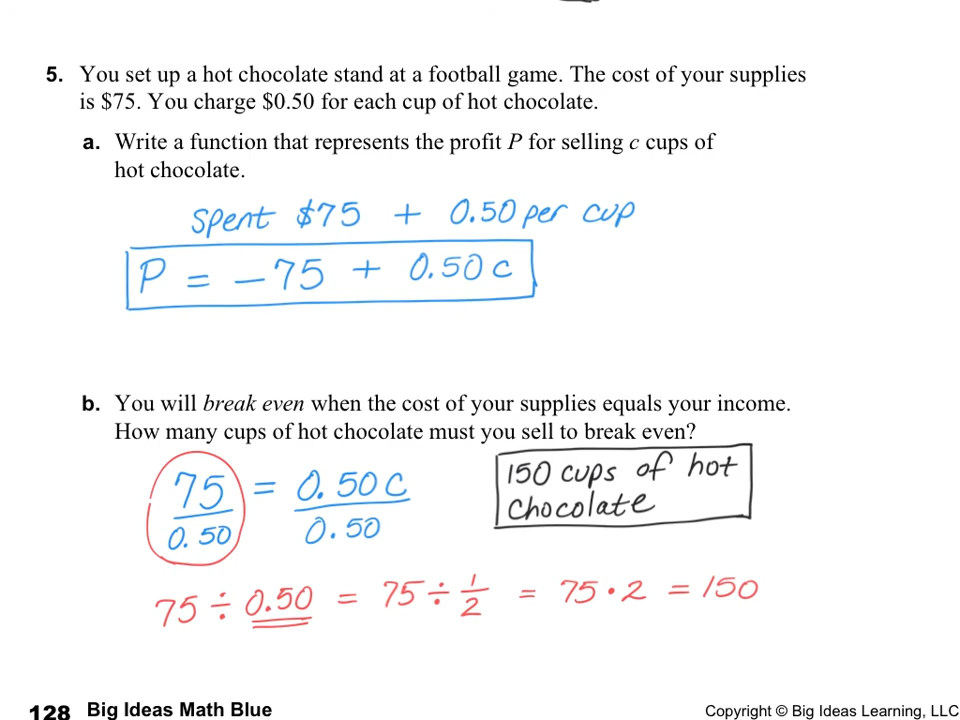 5. You set up a hot chocolate stand at a football game. The cost of your supplies
is $75. You charge $0.50 for each cup of hot chocolate.
a. Write a function that represents the profit P for selling c cups of
hot chocolate.
spent $75 + 0.50 per cup
P = -75 + 0.50 c
b. You will break even when the cost of your supplies equals your income.
How many cups of hot chocolate must you sell to break even?
75 = 0.50 c
0.50 0.50
150 cups of hot
chocolate
75 ÷ 0.50 = 75 ÷ 1/2 = 75 · 2 = 150
128 Big Ideas Math Blue
Copyright © Big Ideas Learning, LLC